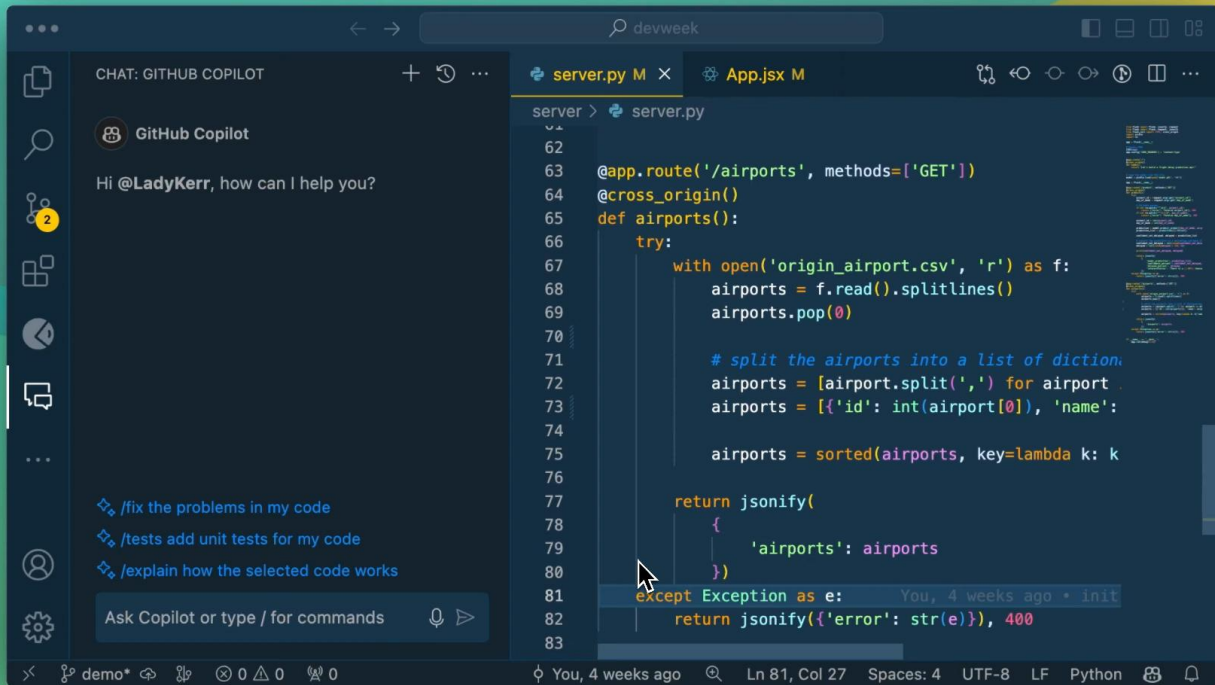 devweek
CHAT: GITHUB COPILOT
GitHub Copilot
Hi @LadyKerr, how can I help you?
2
/fix the problems in my code
/tests add unit tests for my code
/explain how the selected code works
Ask Copilot or type / for commands
server.py M
App.jsx M
server > server.py
61
62
63 @app.route('/airports', methods=['GET'])
64 @cross_origin()
65 def airports():
66 try:
67 with open('origin_airport.csv', 'r') as f:
68 airports = f.read().splitlines()
69 airports.pop(0)
70
71 # split the airports into a list of
72 airports = [airport.split(',') for airport
73 airports = [{'id': int(airport[0]), 'name':
74
75 airports = sorted(airports, key=lambda k: k
76
77 return jsonify(
78 {
79 'airports': airports
80 })
81 except Exception as e: You, 4 weeks ago • init
82 return jsonify({'error': str(e)}), 400
83
demo* 0 0 0 You, 4 weeks ago Ln 81, Col 27 Spaces: 4 UTF-8 LF Python